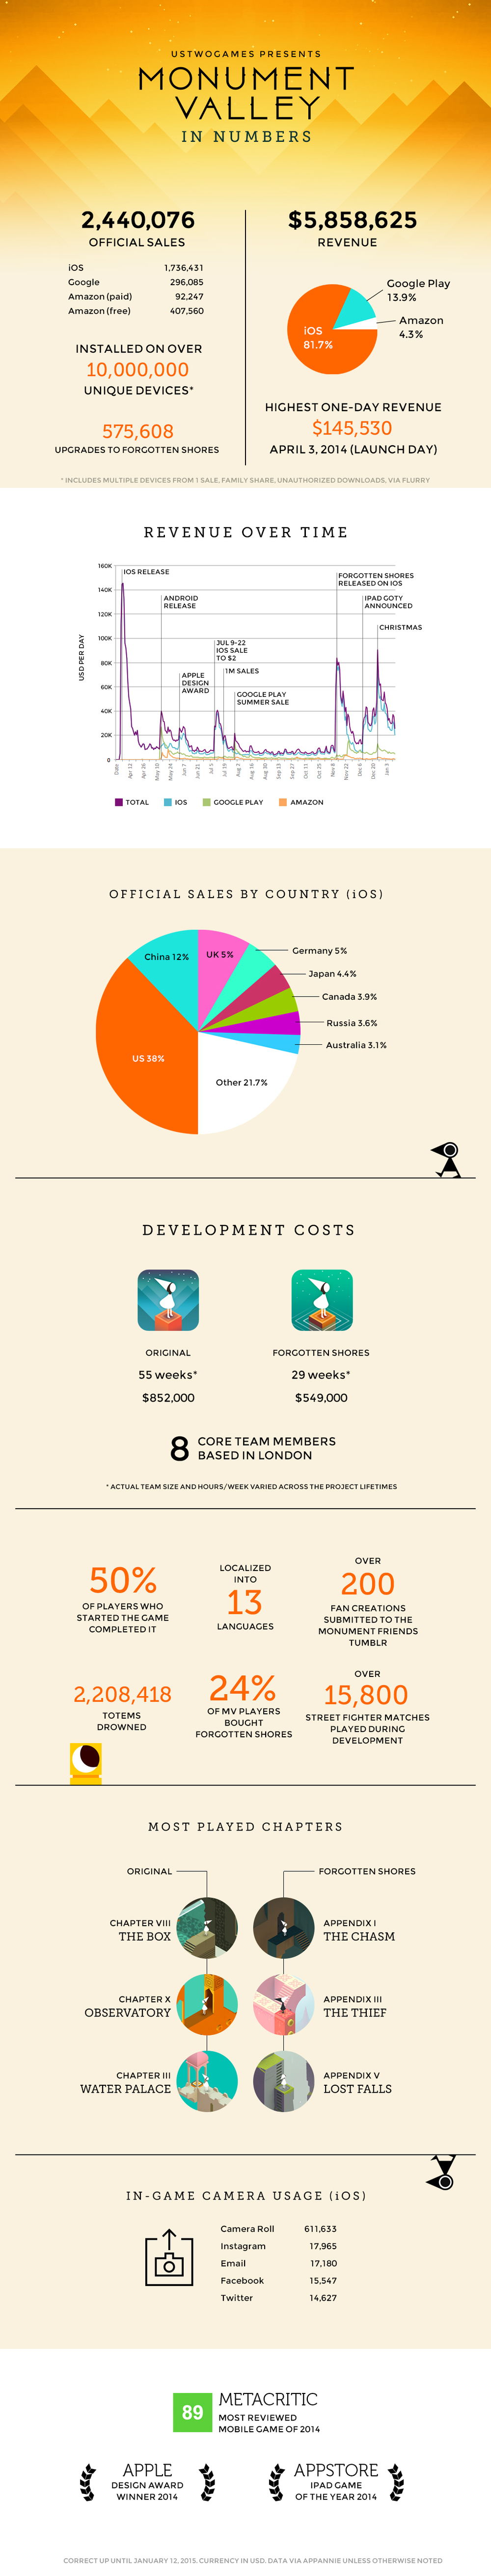 USTWOGAMES PRESENTS
MONUMENT
VALLEY
IN NUMBERS
2,440,076
OFFICIAL SALES
iOS 1,736,431
Google 296,085
Amazon (paid) 92,247
Amazon (free) 407,560
INSTALLED ON OVER
10,000,000
UNIQUE DEVICES*
575,608
UPGRADES TO FORGOTTEN SHORES
$5,858,625
REVENUE
Google Play
13.9%
Amazon
4.3%
iOS
81.7%
HIGHEST ONE-DAY REVENUE
$145,530
APRIL 3, 2014 (LAUNCH DAY)
* INCLUDES MULTIPLE DEVICES FROM 1 SALE, FAMILY SHARE, UNAUTHORIZED DOWNLOADS, VIA FLURRY
REVENUE OVER TIME
USD PER DAY
160K
140K
120K
100K
80K
60K
40K
20K
0
IOS RELEASE
ANDROID
RELEASE
APPLE
DESIGN
AWARD
JUL 9-22
IOS SALE
TO $2
1M SALES
GOOGLE PLAY
SUMMER SALE
FORGOTTEN SHORES
RELEASED ON IOS
IPAD GOTY
ANNOUNCED
CHRISTMAS
Date
Apr 12
Apr 26
May 10
May 24
Jun 7
Jun 21
Jul 5
Jul 19
Aug 2
Aug 16
Aug 30
Sep 13
Sep 27
Oct 11
Oct 25
Nov 8
Nov 22
Dec 6
Dec 20
Jan 3
TOTAL IOS GOOGLE PLAY AMAZON
OFFICIAL SALES BY COUNTRY (iOS)
China 12%
UK 5%
Germany 5%
Japan 4.4%
Canada 3.9%
Russia 3.6%
Australia 3.1%
US 38%
Other 21.7%
DEVELOPMENT COSTS
ORIGINAL
55 weeks*
$852,000
FORGOTTEN SHORES
29 weeks*
$549,000
8 CORE TEAM MEMBERS
BASED IN LONDON
* ACTUAL TEAM SIZE AND HOURS/WEEK VARIED ACROSS THE PROJECT LIFETIMES
50%
OF PLAYERS WHO
STARTED THE GAME
COMPLETED IT
LOCALIZED
INTO
13
LANGUAGES
OVER
200
FAN CREATIONS
SUBMITTED TO THE
MONUMENT FRIENDS
TUMBLR
2,208,418
TOTEMS
DROWNED
24%
OF MV PLAYERS
BOUGHT
FORGOTTEN SHORES
OVER
15,800
STREET FIGHTER MATCHES
PLAYED DURING
DEVELOPMENT
MOST PLAYED CHAPTERS
ORIGINAL
FORGOTTEN SHORES
CHAPTER VIII
THE BOX
APPENDIX I
THE CHASM
CHAPTER X
OBSERVATORY
APPENDIX III
THE THIEF
CHAPTER III
WATER PALACE
APPENDIX V
LOST FALLS
IN-GAME CAMERA USAGE (iOS)
Camera Roll 611,633
Instagram 17,965
Email 17,180
Facebook 15,547
Twitter 14,627
89
METACRITIC
MOST REVIEWED
MOBILE GAME OF 2014
APPLE
DESIGN AWARD
WINNER 2014
APPSTORE
IPAD GAME
OF THE YEAR 2014
CORRECT UP UNTIL JANUARY 12, 2015. CURRENCY IN USD. DATA VIA APPANNIE UNLESS OTHERWISE NOTED